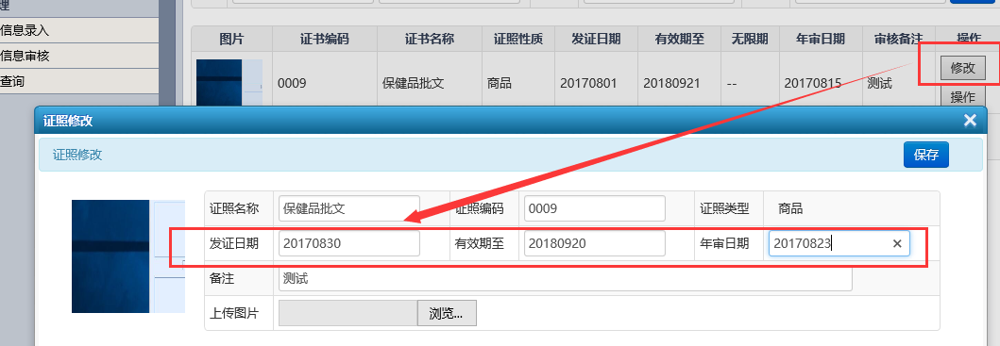 理
信息录入
信息审核
查询
图片 证书编码 证书名称 证照性质 发证日期 有效期至 无限期 年审日期 审核备注 操作
0009 保健品批文 商品 20170801 20180921 -- 20170815 测试 修改
操作
证照修改
证照修改 保存
证照名称 保健品批文 证照编码 0009 证照类型 商品
发证日期 20170830 有效期至 20180920 年审日期 20170823
备注 测试
上传图片 浏览...